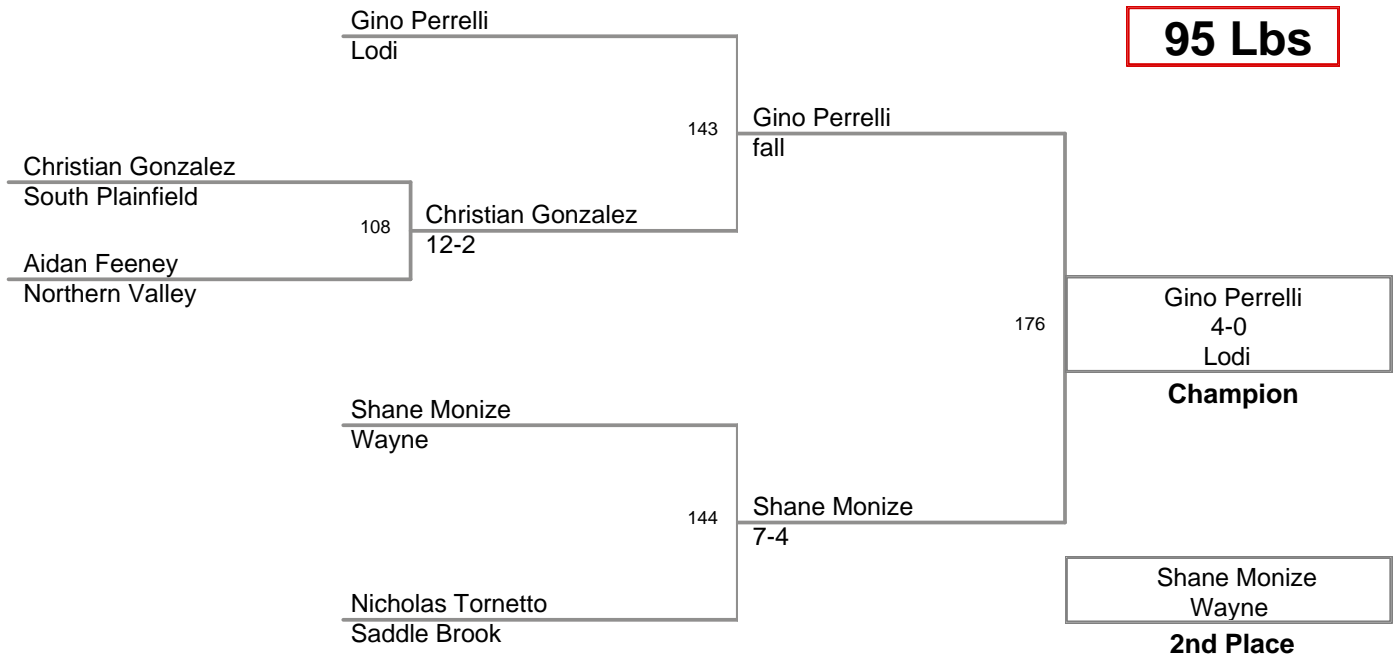 95 Lbs
Gino Perrelli
Lodi
143
Gino Perrelli
fall
Christian Gonzalez
South Plainfield
108
Christian Gonzalez
12-2
Aidan Feeney
Northern Valley
176
Gino Perrelli
4-0
Lodi
Champion
Shane Monize
Wayne
144
Shane Monize
7-4
Nicholas Tornetto
Saddle Brook
Shane Monize
Wayne
2nd Place